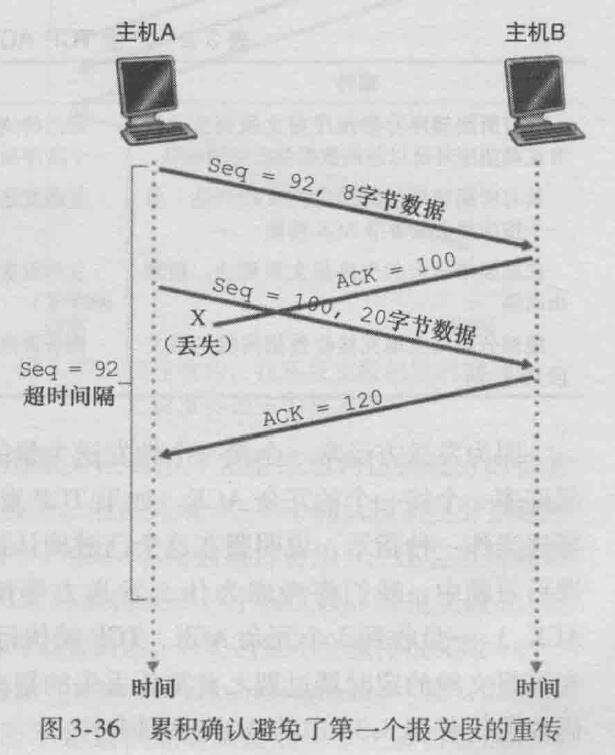 主机A
主机B
Seq = 92, 8字节数据
ACK = 100
Seq = 100, 20字节数据
X
(丢失)
Seq = 92
超时间隔
ACK = 120
时间
时间
图 3-36 累积确认避免了第一个报文段的重传